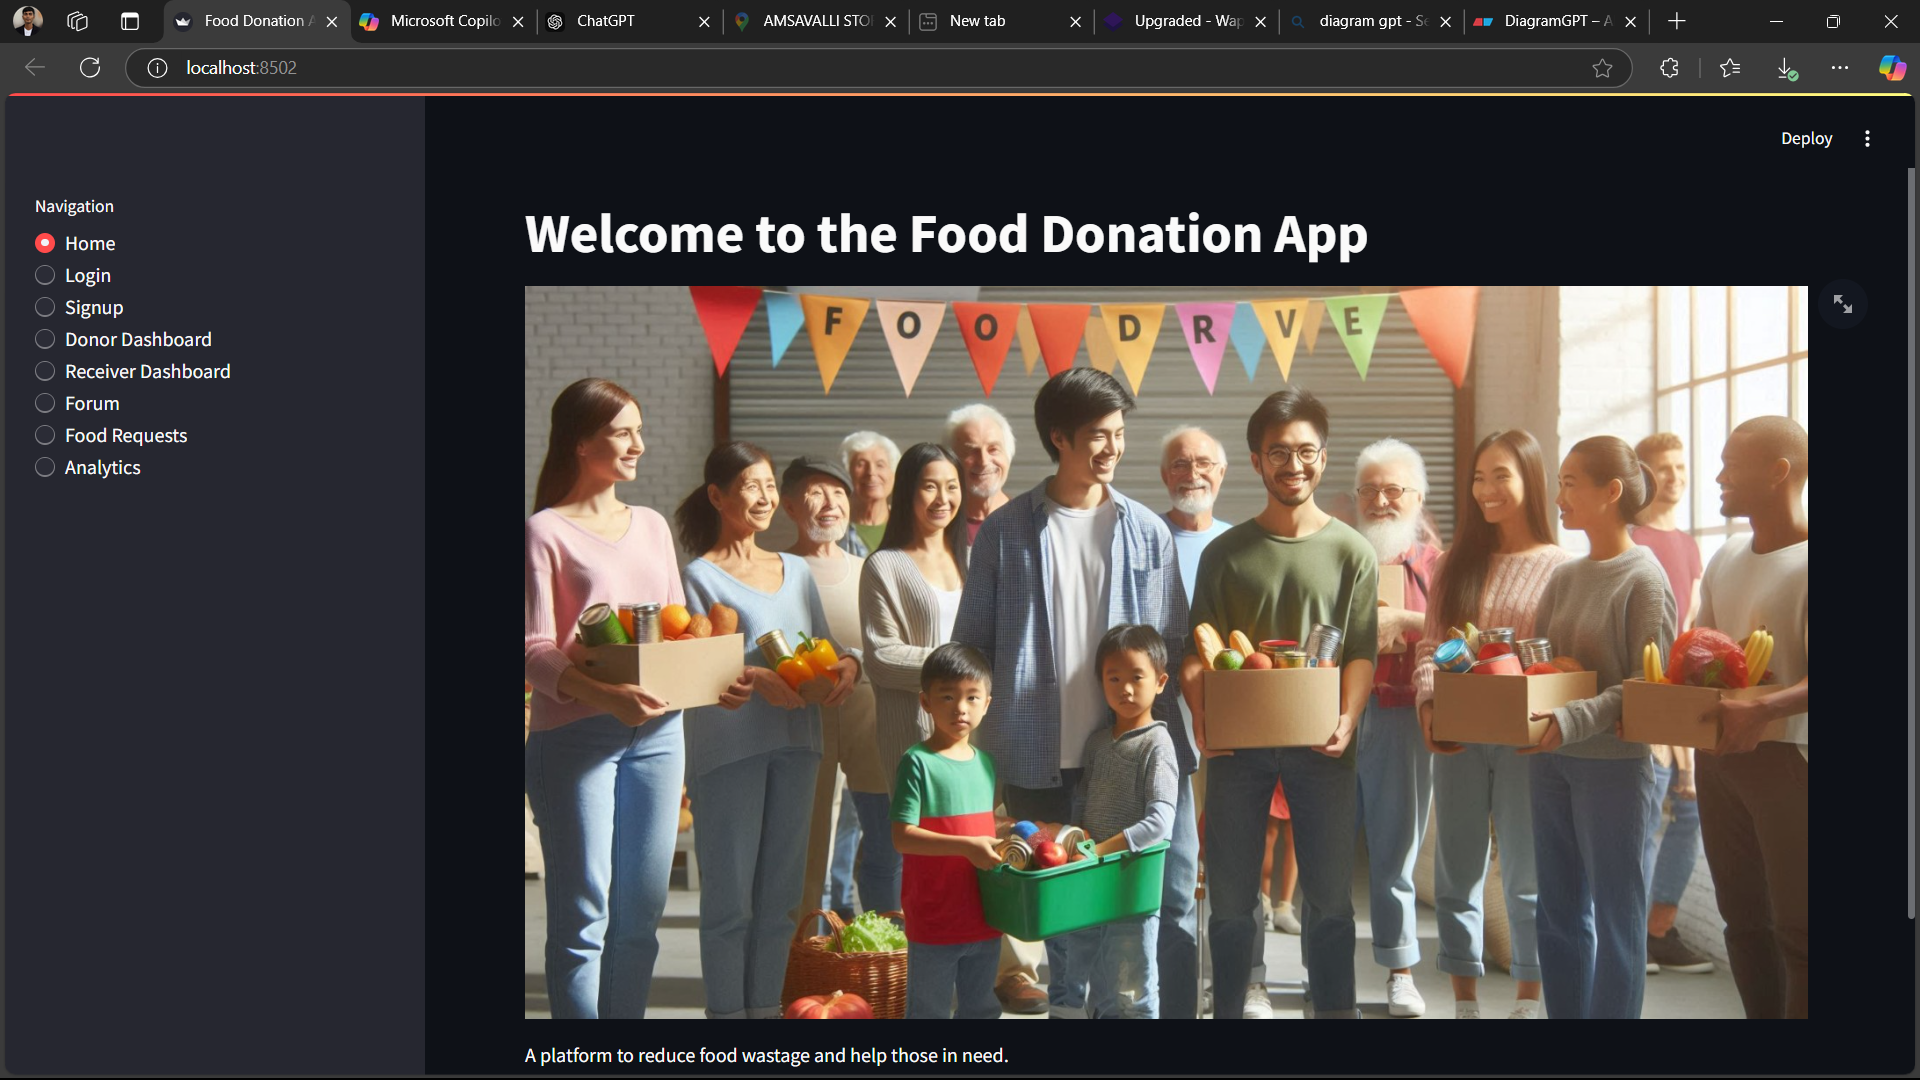 Food Donation A
Microsoft Copilo
ChatGPT
AMSAVALLI STO
New tab
Upgraded - Wap
diagram gpt - Se
DiagramGPT – A
localhost:8502
Deploy
Navigation
Home
Login
Signup
Donor Dashboard
Receiver Dashboard
Forum
Food Requests
Analytics
Welcome to the Food Donation App
F O O D R V E
A platform to reduce food wastage and help those in need.